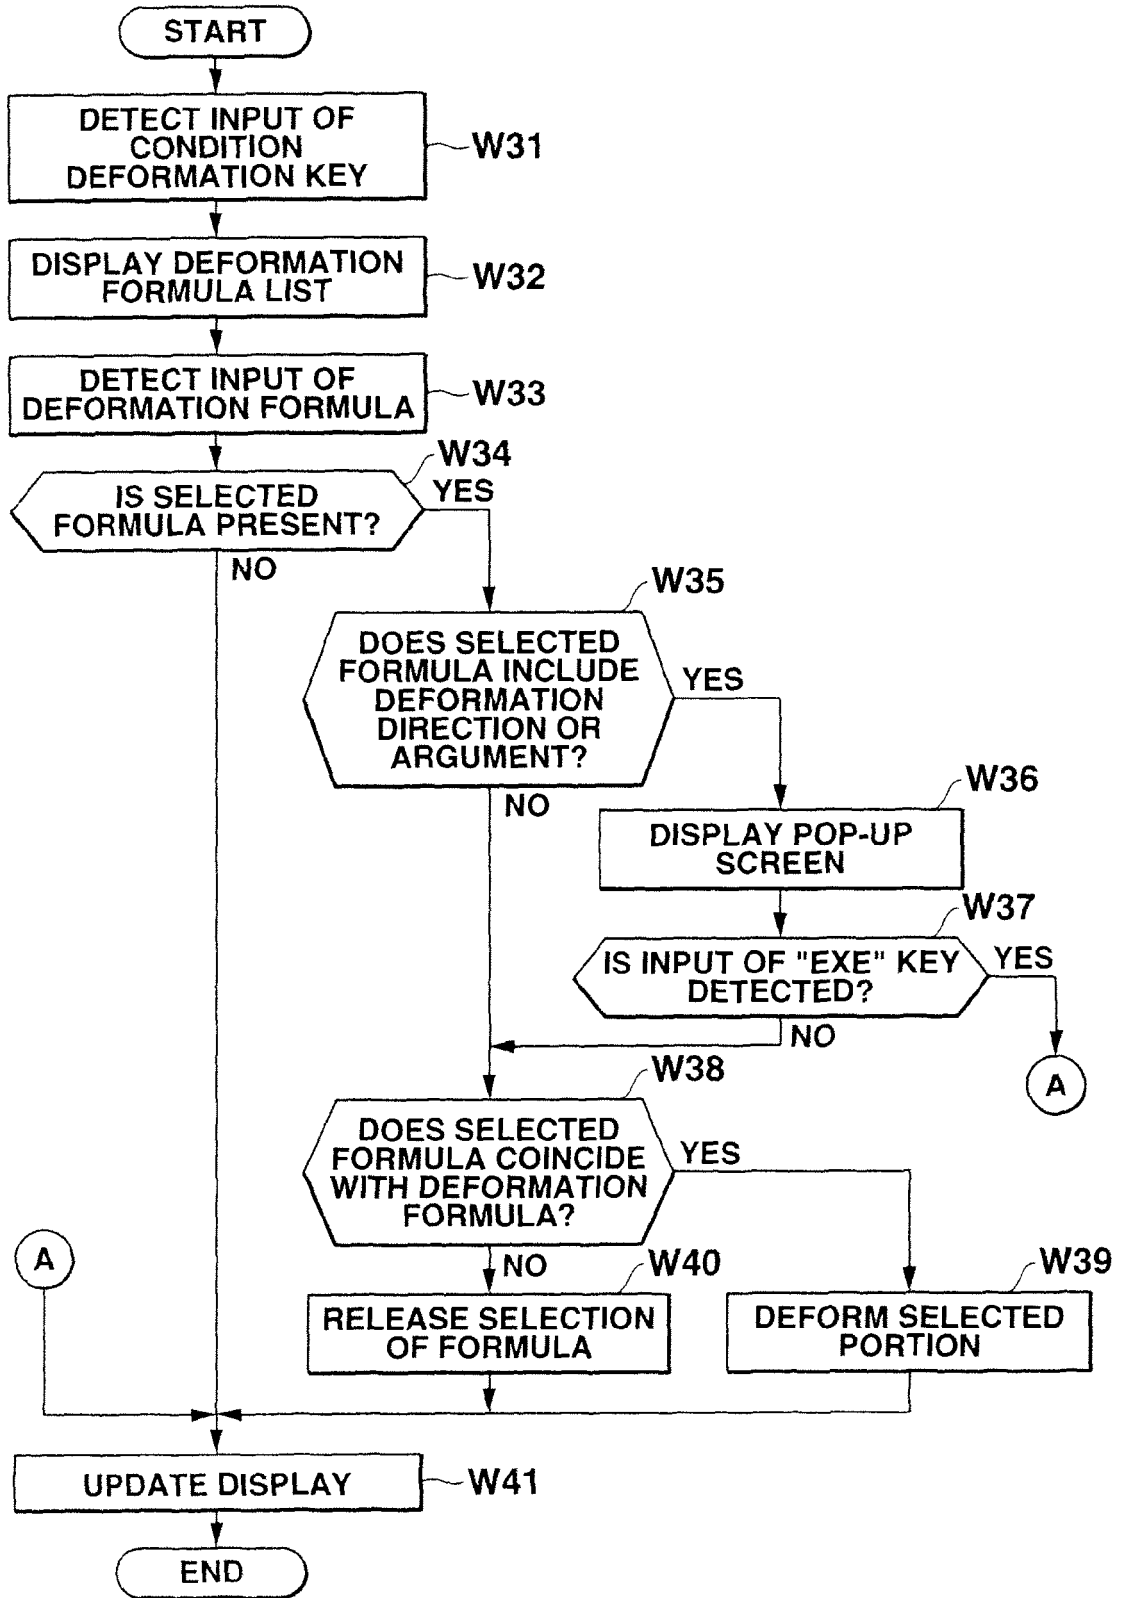 START
DETECT INPUT OF
CONDITION
DEFORMATION KEY
W31
DISPLAY DEFORMATION
FORMULA LIST
W32
DETECT INPUT OF
DEFORMATION FORMULA
W33
W34
IS SELECTED
FORMULA PRESENT?
YES
NO
W35
DOES SELECTED
FORMULA INCLUDE
DEFORMATION
DIRECTION OR
ARGUMENT?
YES
NO
W36
DISPLAY POP-UP
SCREEN
W37
IS INPUT OF "EXE" KEY
DETECTED?
YES
NO
A
W38
DOES SELECTED
FORMULA COINCIDE
WITH DEFORMATION
FORMULA?
YES
NO
A
W40
RELEASE SELECTION
OF FORMULA
W39
DEFORM SELECTED
PORTION
UPDATE DISPLAY
W41
END